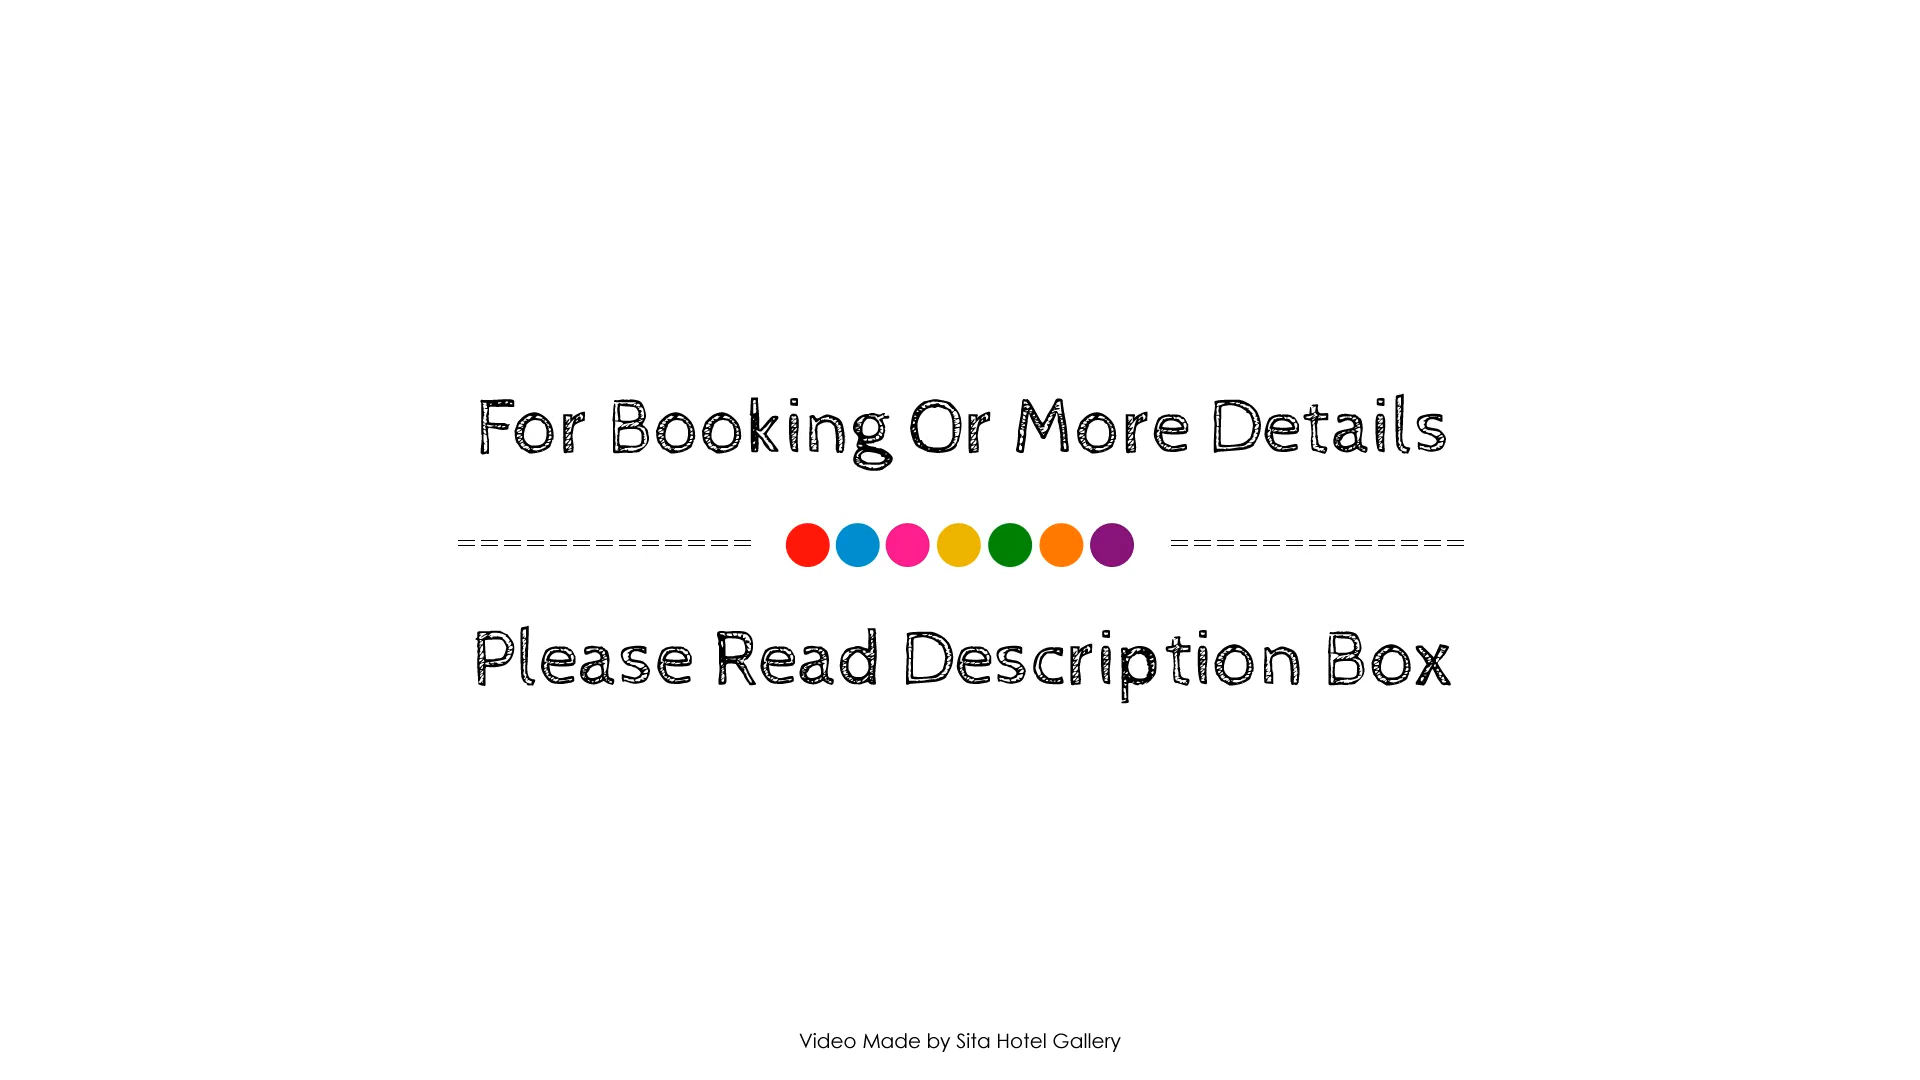 For Booking Or More Details
============= =============
Please Read Description Box
Video Made by Sita Hotel Gallery